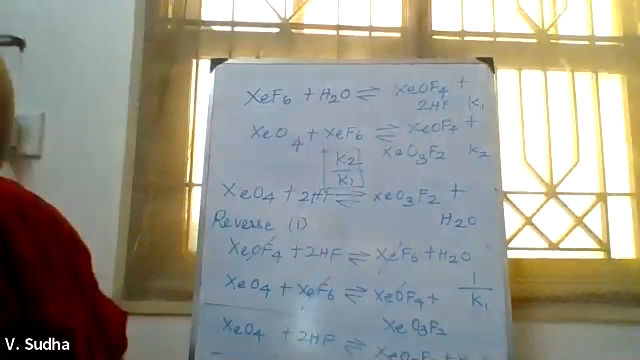 XeF6 + H2O ⇌ XeOF4 +
2HF K1
XeO4 + XeF6 ⇌ XeOF4 +
XeO3F2 K2
K2
K1
XeO4 + 2HF ⇌ XeO3F2 +
H2O
Reverse (1)
XeOF4 + 2HF ⇌ XeF6 + H2O
1
K1
XeO4 + XeF6 ⇌ XeOF4 +
XeO3F2
XeO4 + 2HF ⇌
V. Sudha